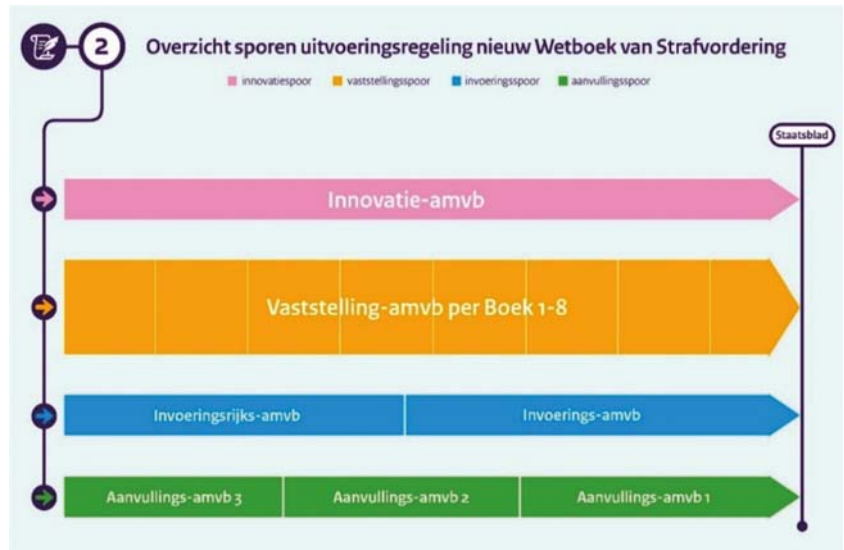 2
Overzicht sporen uitvoeringsregeling nieuw Wetboek van Strafvordering
innovatiespoor vaststellingsspoor invoeringsspoor aanvullingsspoor
Staatsblad
Innovatie-amvb
Vaststelling-amvb per Boek 1-8
Invoeringsrijks-amvb Invoerings-amvb
Aanvullings-amvb 3 Aanvullings-amvb 2 Aanvullings-amvb 1